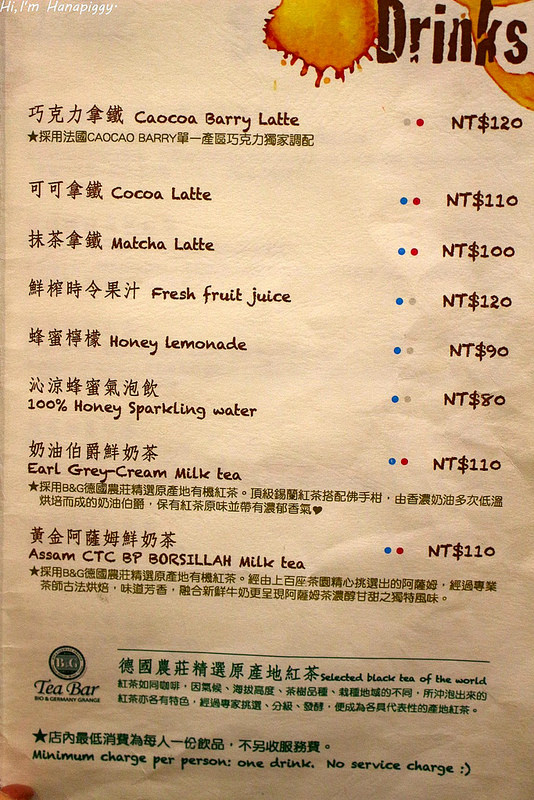 Hi,I'm Hanapiggy.
Drinks
巧克力拿鐵 Caocoa Barry Latte NT$120
★採用法國CAOCAO BARRY單一產區巧克力獨家調配
可可拿鐵 Cocoa Latte NT$110
抹茶拿鐵 Matcha Latte NT$100
鮮榨時令果汁 Fresh fruit juice NT$120
蜂蜜檸檬 Honey lemonade NT$90
沁涼蜂蜜氣泡飲
100% Honey Sparkling water NT$80
奶油伯爵鮮奶茶
Earl Grey-Cream Milk tea NT$110
★採用B&G德國農莊精選原產地有機紅茶。頂級錫蘭紅茶搭配佛手柑，由香濃奶油多次低溫
烘焙而成的奶油伯爵，保有紅茶原味並帶有濃郁香氣♥
黃金阿薩姆鮮奶茶
Assam CTC BP BORSILLAH Milk tea NT$110
★採用B&G德國農莊精選原產地有機紅茶。經由上百座茶園精心挑選出的阿薩姆，經過專業
茶師古法烘焙，味道芳香，融合新鮮牛奶更呈現阿薩姆茶濃醇甘甜之獨特風味。
B&G
Tea Bar
BIO & GERMANY GRANGE
德國農莊精選原產地紅茶Selected black tea of the world
紅茶如同咖啡，因氣候、海拔高度、茶樹品種、栽種地域的不同，所沖泡出來的
紅茶亦各有特色，經過專家挑選、分級、發酵，便成為各具代表性的產地紅茶。
★店內最低消費為每人一份飲品，不另收服務費。
Minimum charge per person: one drink. No service charge :)